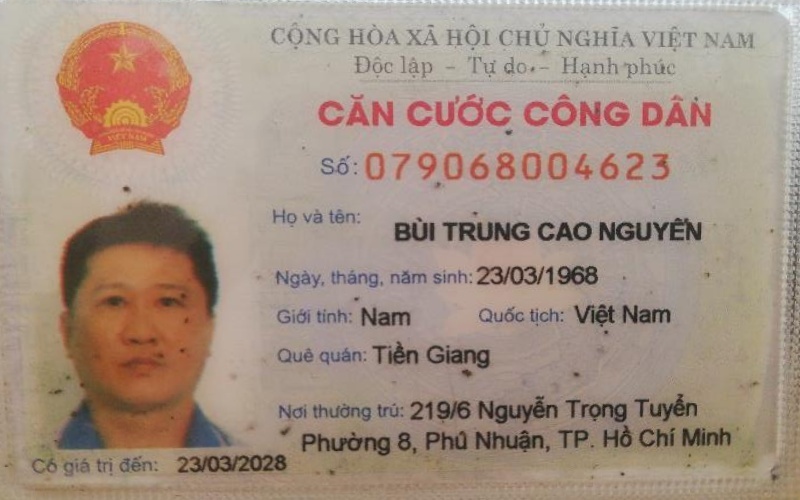 CỘNG HÒA XÃ HỘI CHỦ NGHĨA VIỆT NAM
Độc lập - Tự do - Hạnh phúc
CĂN CƯỚC CÔNG DÂN
Số: 079068004623
Họ và tên: BÙI TRUNG CAO NGUYÊN
Ngày, tháng, năm sinh: 23/03/1968
Giới tính: Nam Quốc tịch: Việt Nam
Quê quán: Tiền Giang
Nơi thường trú: 219/6 Nguyễn Trọng Tuyển
Phường 8, Phú Nhuận, TP. Hồ Chí Minh
Có giá trị đến: 23/03/2028